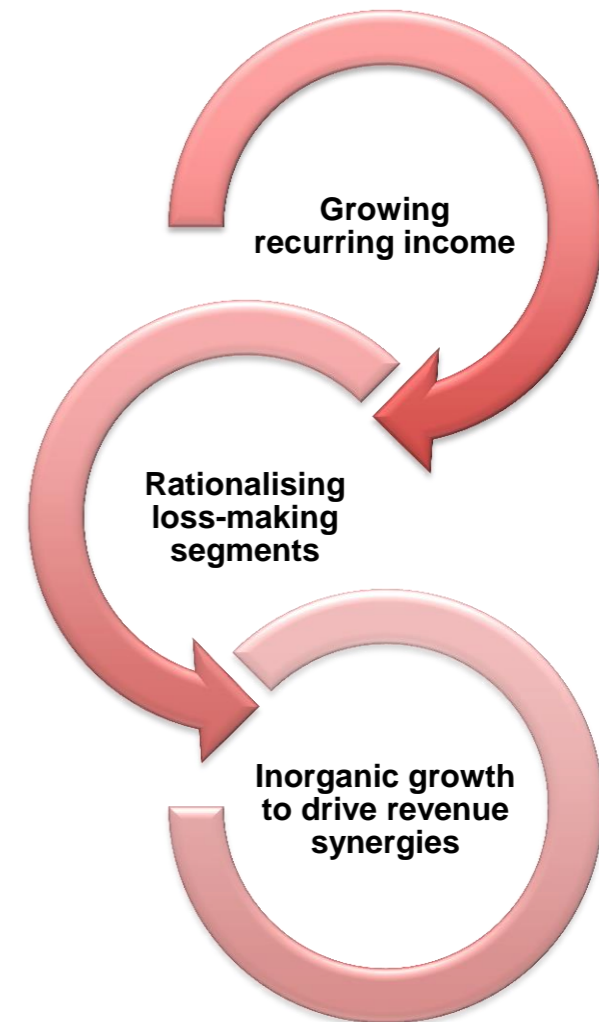 Growing
recurring income
Rationalising
loss-making
segments
Inorganic growth
to drive revenue
synergies